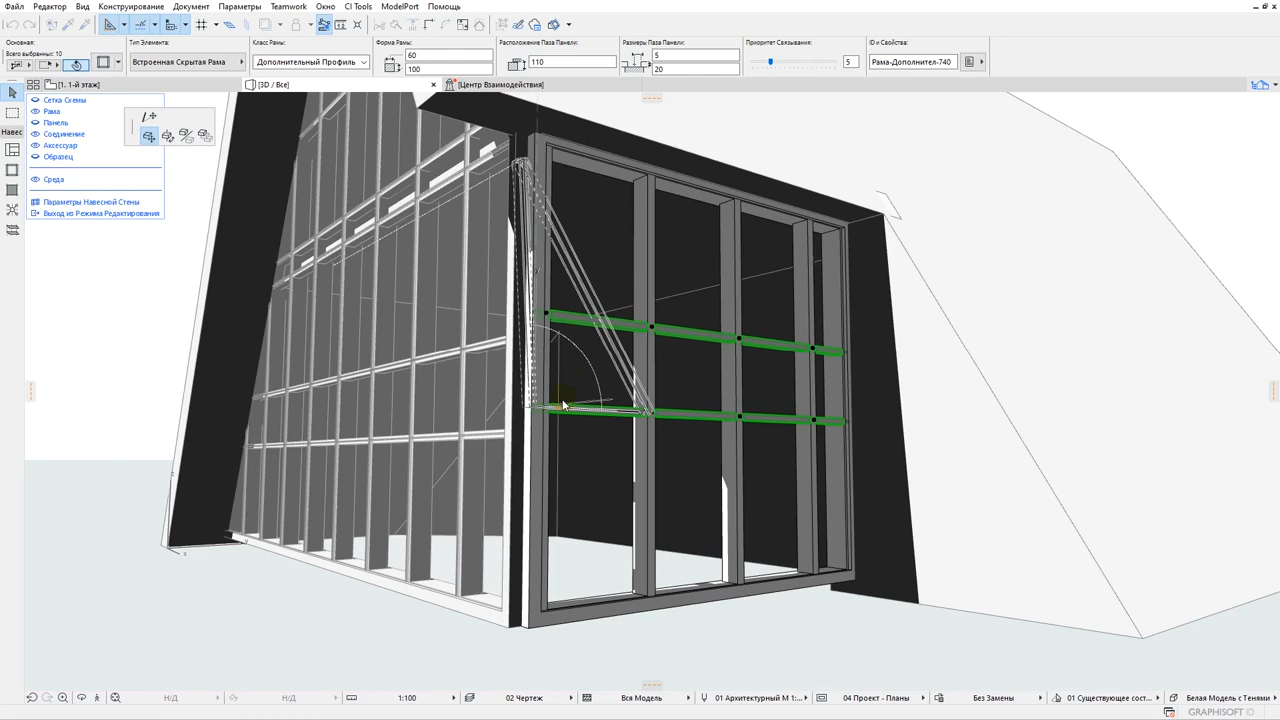 Файл Редактор Вид Конструирование Документ Параметры Teamwork Окно CI Tools ModelPort Помощь
Основная: Тип Элемента: Класс Рамы: Форма Рамы: Расположение Паза Панели: Размеры Паза Панели: Приоритет Связывания: ID и Свойства:
Всего выбранных: 10
Встроенная Скрытая Рама Дополнительный Профиль 60 100 110 5 20 5 Рама-Дополнител-740
[1. 1-й этаж] [3D / Все] [Центр Взаимодействия]
Сетка Схемы
Рама
Панель
Навес
Соединение
Аксессуар
Образец
Среда
Параметры Навесной Стены
Выход из Режима Редактирования
x
Н/Д Н/Д 1:100 02 Чертеж Вся Модель 01 Архитектурный М 1:... 04 Проект - Планы Без Замены 01 Существующее сост... Белая Модель с Тенями
GRAPHISOFT ID